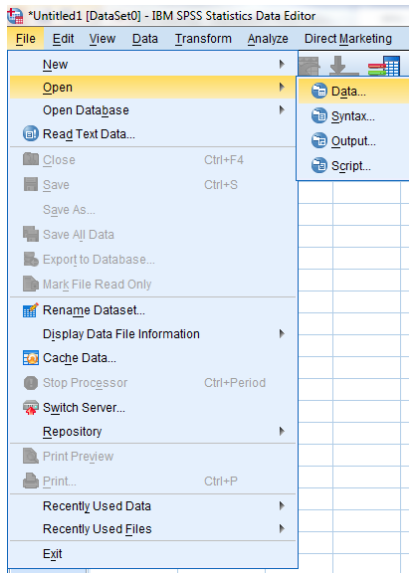 *Untitled1 [DataSet0] - IBM SPSS Statistics Data Editor
File Edit View Data Transform Analyze Direct Marketing
New
Open
Open Database
Read Text Data...
Close Ctrl+F4
Save Ctrl+S
Save As...
Save All Data
Export to Database...
Mark File Read Only
Rename Dataset...
Display Data File Information
Cache Data...
Stop Processor Ctrl+Period
Switch Server...
Repository
Print Preview
Print... Ctrl+P
Recently Used Data
Recently Used Files
Exit
Data...
Syntax...
Output...
Script...